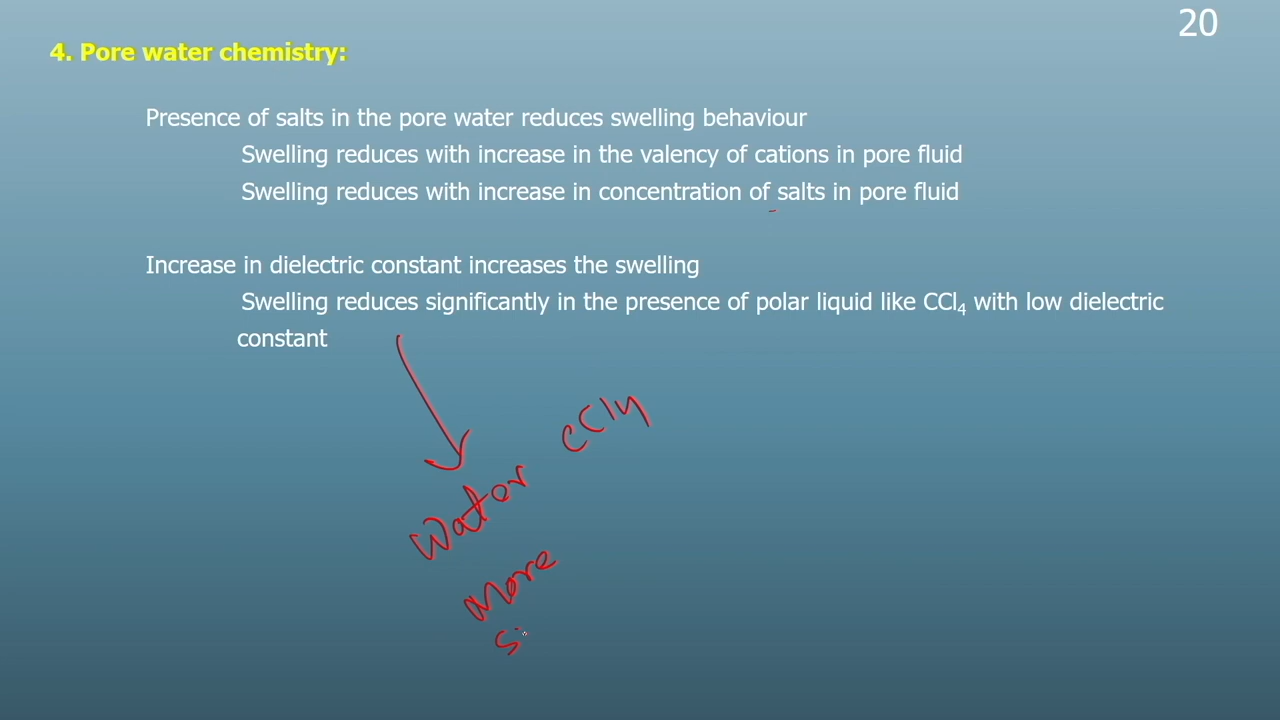 20
4. Pore water chemistry:
Presence of salts in the pore water reduces swelling behaviour
Swelling reduces with increase in the valency of cations in pore fluid
Swelling reduces with increase in concentration of salts in pore fluid
Increase in dielectric constant increases the swelling
Swelling reduces significantly in the presence of polar liquid like CCl₄ with low dielectric
constant
Water CCl4
More